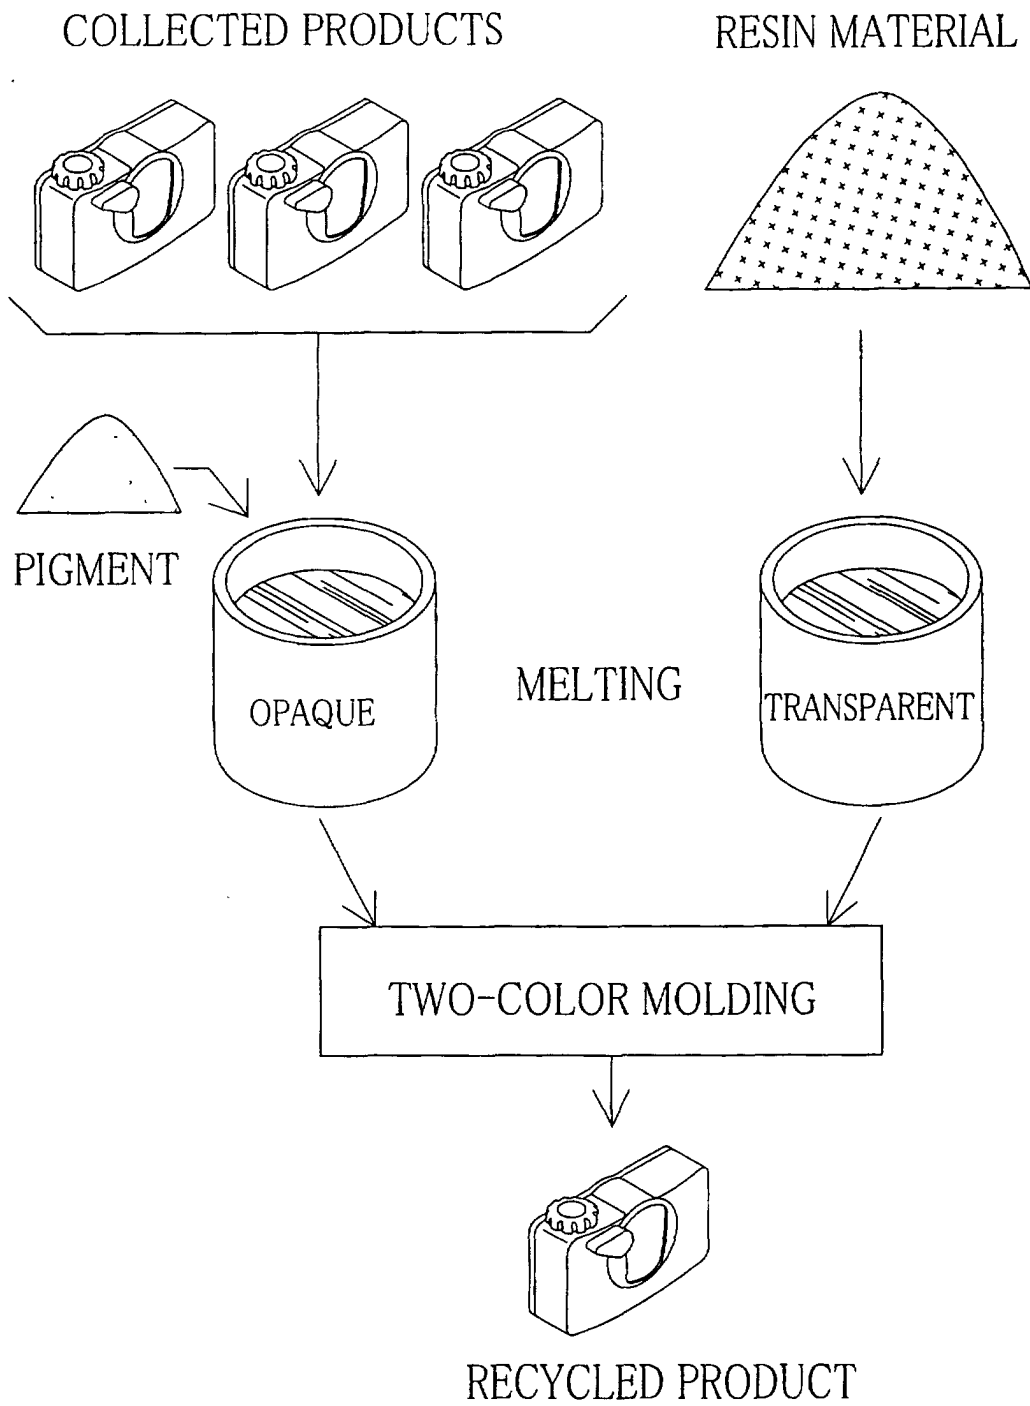 COLLECTED PRODUCTS
RESIN MATERIAL
PIGMENT
OPAQUE
MELTING
TRANSPARENT
TWO-COLOR MOLDING
RECYCLED PRODUCT